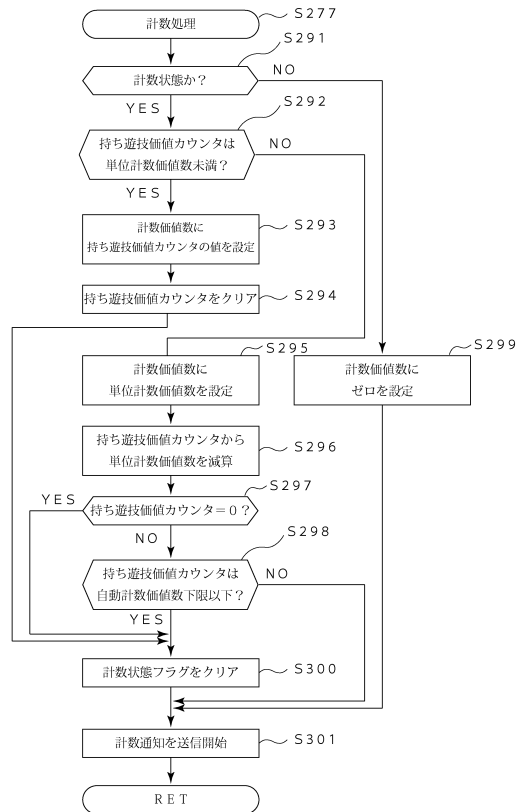 計数処理
S277
S291
計数状態か？
NO
YES
S292
持ち遊技価値カウンタは
単位計数価値数未満？
NO
YES
計数価値数に
持ち遊技価値カウンタの値を設定
S293
持ち遊技価値カウンタをクリア
S294
S295
計数価値数に
単位計数価値数を設定
S299
計数価値数に
ゼロを設定
持ち遊技価値カウンタから
単位計数価値数を減算
S296
S297
YES
持ち遊技価値カウンタ＝０？
NO
S298
持ち遊技価値カウンタは
自動計数価値数下限以下？
NO
YES
計数状態フラグをクリア
S300
計数通知を送信開始
S301
RET